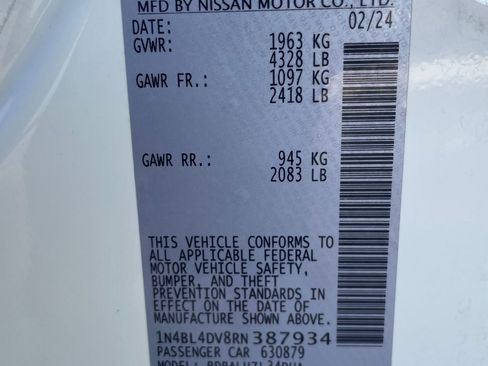 MFD BY NISSAN MOTOR CO., LTD.
DATE: 02/24
GVWR: 1963 KG
4328 LB
GAWR FR.: 1097 KG
2418 LB
GAWR RR.: 945 KG
2083 LB
THIS VEHICLE CONFORMS TO
ALL APPLICABLE FEDERAL
MOTOR VEHICLE SAFETY,
BUMPER, AND THEFT
PREVENTION STANDARDS IN
EFFECT ON THE DATE OF
MANUFACTURE SHOWN ABOVE.
1N4BL4DV8RN387934
PASSENGER CAR 630879